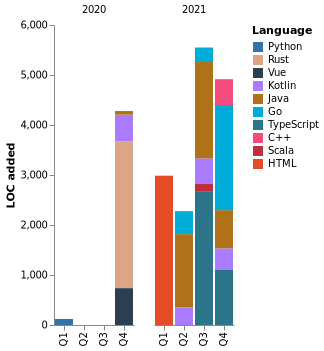 2020 2021
Language
Python
Rust
Vue
Kotlin
Java
Go
TypeScript
C++
Scala
HTML
LOC added
6,000
5,000
4,000
3,000
2,000
1,000
0
Q1 Q2 Q3 Q4 Q1 Q2 Q3 Q4